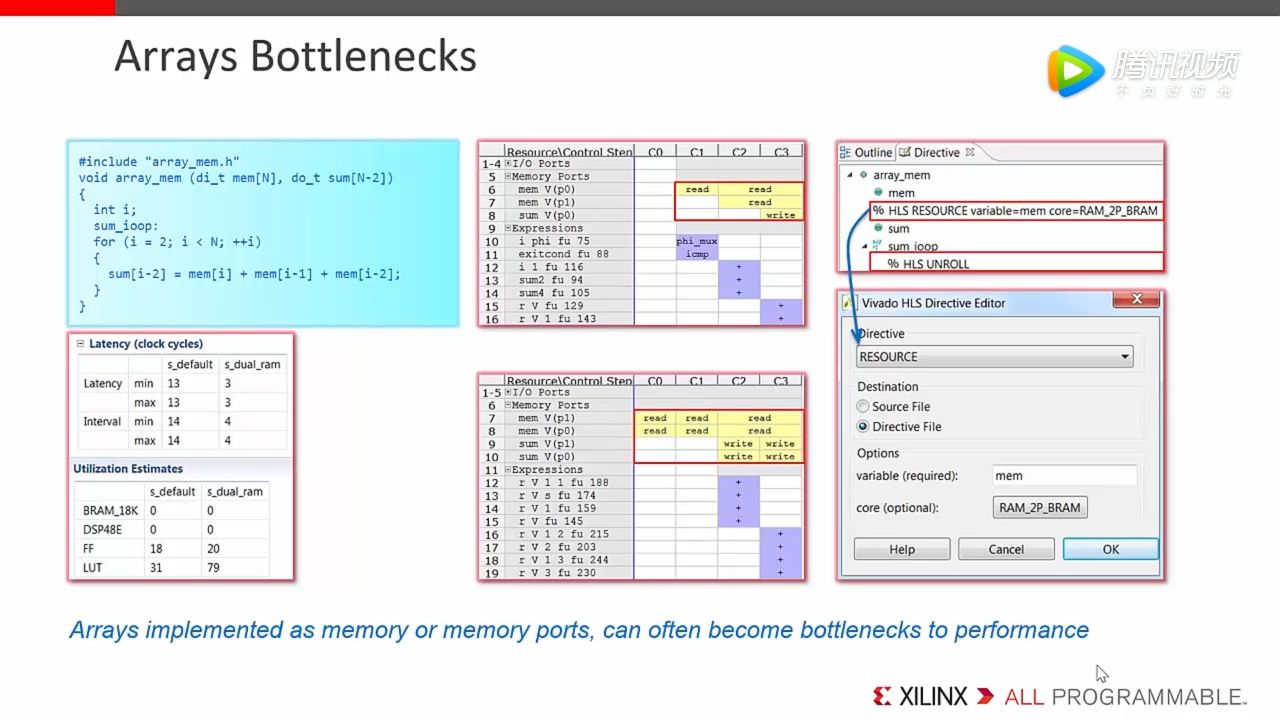 Arrays Bottlenecks
腾讯视频
不负好时光
#include "array_mem.h"
void array_mem (di_t mem[N], do_t sum[N-2])
{
int i;
sum_ioop:
for (i = 2; i < N; ++i)
{
sum[i-2] = mem[i] + mem[i-1] + mem[i-2];
}
}
Latency (clock cycles)
s_default s_dual_ram
Latency min 13 3
max 13 3
Interval min 14 4
max 14 4
Utilization Estimates
s_default s_dual_ram
BRAM_18K 0 0
DSP48E 0 0
FF 18 20
LUT 31 79
Resource\Control Step C0 C1 C2 C3
1-4 I/O Ports
5 Memory Ports
6 mem V(p0) read read
7 mem V(p1) read
8 sum V(p0) write
9 Expressions
10 i phi fu 75 phi_mux
11 exitcond fu 88 icmp
12 i 1 fu 116 +
13 sum2 fu 94 +
14 sum4 fu 105 +
15 r V fu 129 +
16 r V 1 fu 143 +
Resource\Control Step C0 C1 C2 C3
1-5 I/O Ports
6 Memory Ports
7 mem V(p1) read read read
8 mem V(p0) read read read
9 sum V(p1) write write
10 sum V(p0) write write
11 Expressions
12 r V 1 1 fu 188 +
13 r V s fu 174 +
14 r V 1 fu 159 +
15 r V fu 145 +
16 r V 1 2 fu 215 +
17 r V 2 fu 203 +
18 r V 1 3 fu 244 +
19 r V 3 fu 230 +
Outline Directive
array_mem
mem
% HLS RESOURCE variable=mem core=RAM_2P_BRAM
sum
sum_ioop
% HLS UNROLL
Vivado HLS Directive Editor
Directive
RESOURCE
Destination
Source File
Directive File
Options
variable (required): mem
core (optional): RAM_2P_BRAM
Help Cancel OK
Arrays implemented as memory or memory ports, can often become bottlenecks to performance
XILINX ALL PROGRAMMABLE™